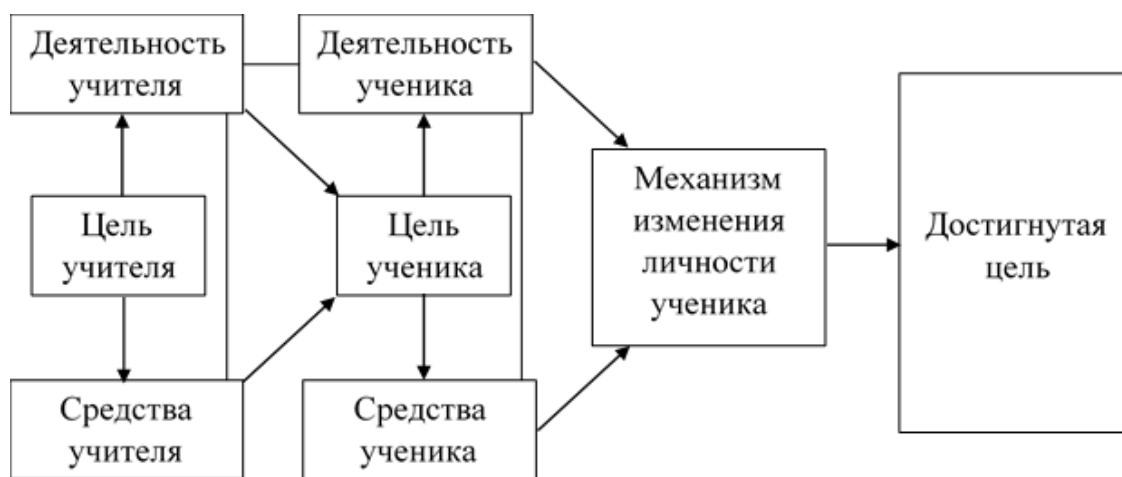 Деятельность
учителя
Деятельность
ученика
Цель
учителя
Цель
ученика
Средства
учителя
Средства
ученика
Механизм
изменения
личности
ученика
Достигнутая
цель